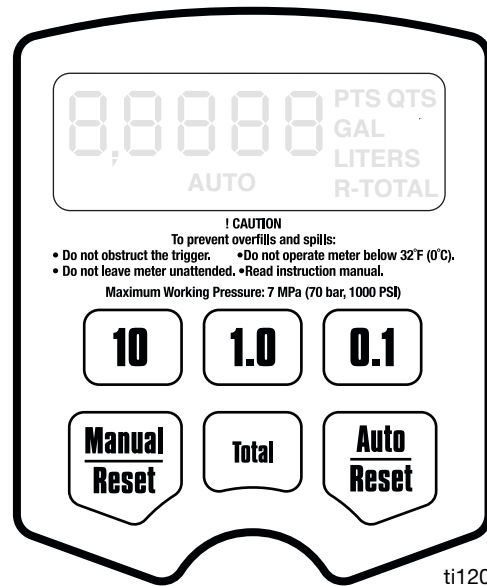 8,8888 PTS QTS
GAL
LITERS
AUTO R-TOTAL
! CAUTION
To prevent overfills and spills:
• Do not obstruct the trigger. •Do not operate meter below 32˚F (0˚C).
• Do not leave meter unattended. •Read instruction manual.
Maximum Working Pressure: 7 MPa (70 bar, 1000 PSI)
10 1.0 0.1
Manual
Reset
Total
Auto
Reset
ti120